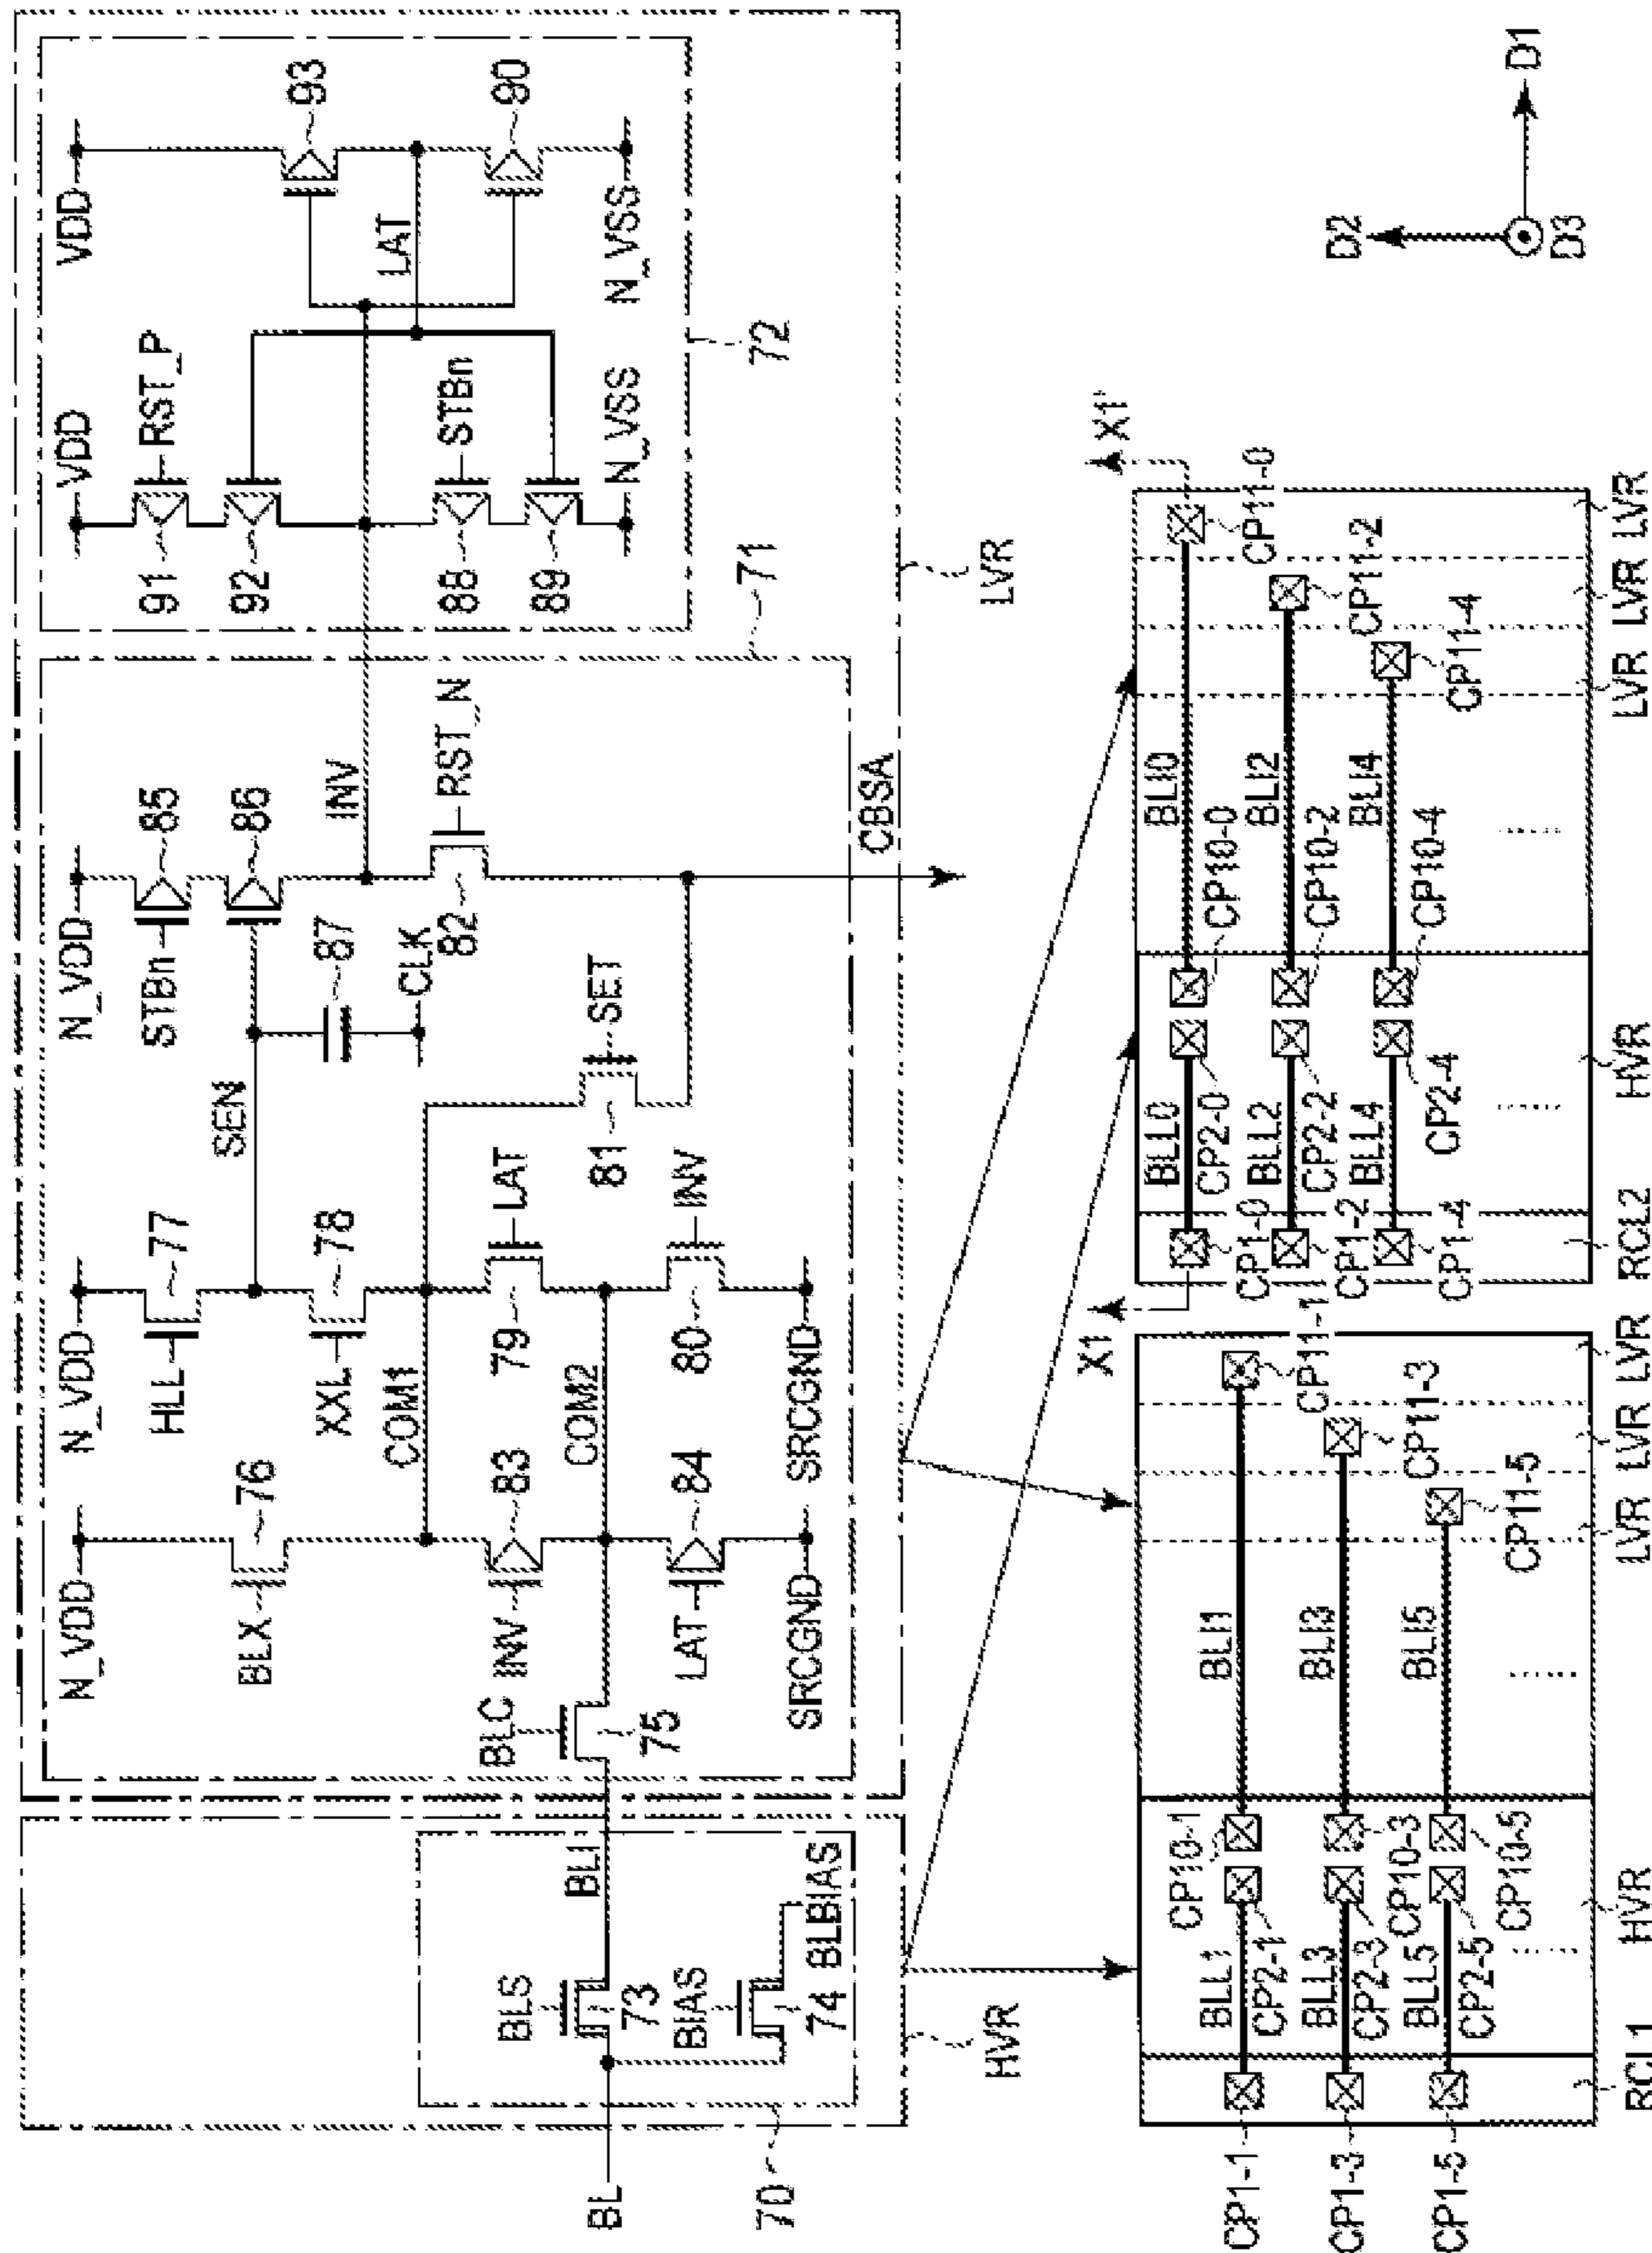 VDD
VDD
93
90
LAT
RST_P
STBn
N_VSS
N_VSS
91
92
88
89
72
71
LVR
N_VDD
85
86
INV
STBn
RST_N
82
CBSA
87
CLK
SEN
SET
81
N_VDD
77
HLL
78
XXL
LAT
79
INV
80
COM1
COM2
SRCGND
N_VDD
76
BLX
83
INV
84
LAT
SRCGND
BLC
75
BLI
BLS
73
BIAS
74
BLBIAS
BL
70
HVR
D2
D1
D3
X1
X1'
BLI0
BLI2
BLI4
CP11-0
CP11-2
CP11-4
CP10-0
CP10-2
CP10-4
BLL0
CP2-0
BLL2
CP2-2
BLL4
CP2-4
CP1-0
CP1-2
CP1-4
RCL2
HVR
LVR
LVR
LVR
BLI1
BLI3
BLI5
CP11-1
CP11-3
CP11-5
CP10-1
CP10-3
CP10-5
BLL1
CP2-1
BLL3
CP2-3
BLL5
CP2-5
CP1-1
CP1-3
CP1-5
RCL1
HVR
LVR
LVR
LVR